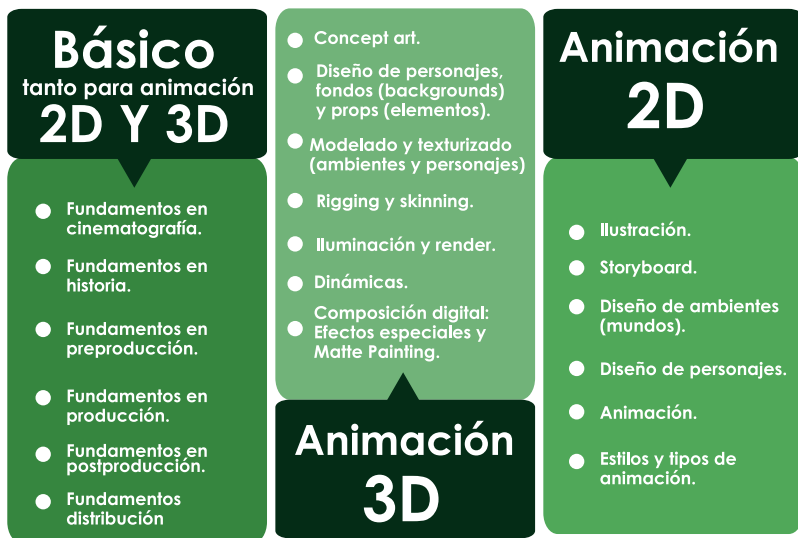 Básico
tanto para animación
2D Y 3D
Fundamentos en
cinematografía.
Fundamentos en
historia.
Fundamentos en
preproducción.
Fundamentos en
producción.
Fundamentos en
postproducción.
Fundamentos
distribución
Concept art.
Diseño de personajes,
fondos (backgrounds)
y props (elementos).
Modelado y texturizado
(ambientes y personajes)
Rigging y skinning.
Iluminación y render.
Dinámicas.
Composición digital:
Efectos especiales y
Matte Painting.
Animación
3D
Animación
2D
Ilustración.
Storyboard.
Diseño de ambientes
(mundos).
Diseño de personajes.
Animación.
Estilos y tipos de
animación.